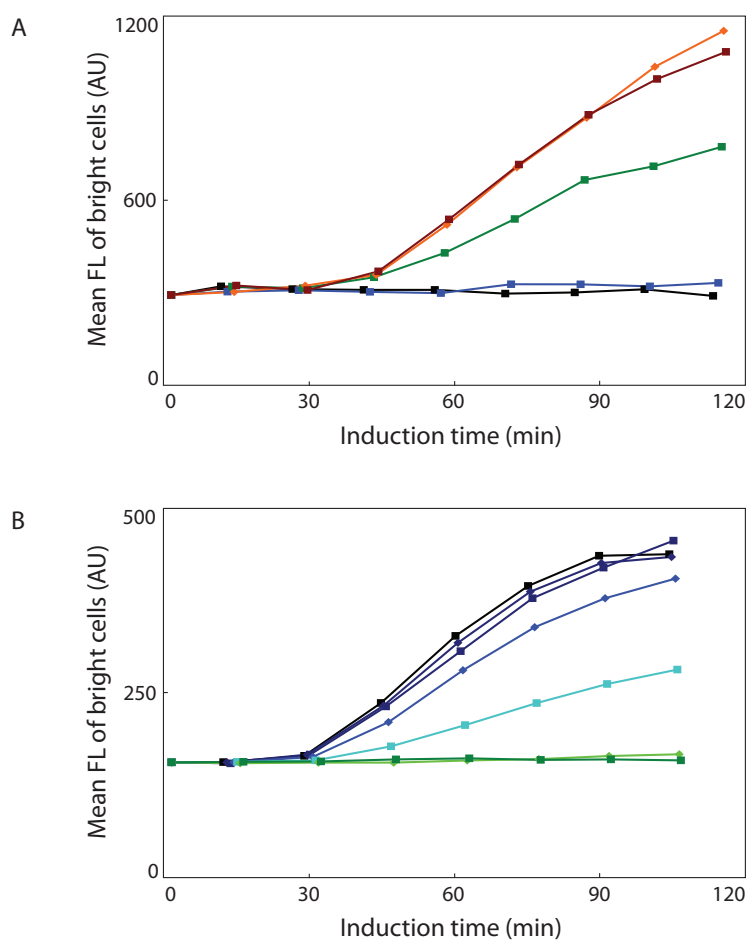 A
Mean FL of bright cells (AU)
1200
600
0
0 30 60 90 120
Induction time (min)
B
Mean FL of bright cells (AU)
500
250
0
0 30 60 90 120
Induction time (min)